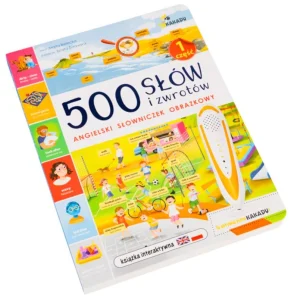 KAKADU
1
część
500 SŁÓW
i zwrotów
ANGIELSKI SŁOWNICZEK OBRAZKOWY
książka interaktywna
KAKADU